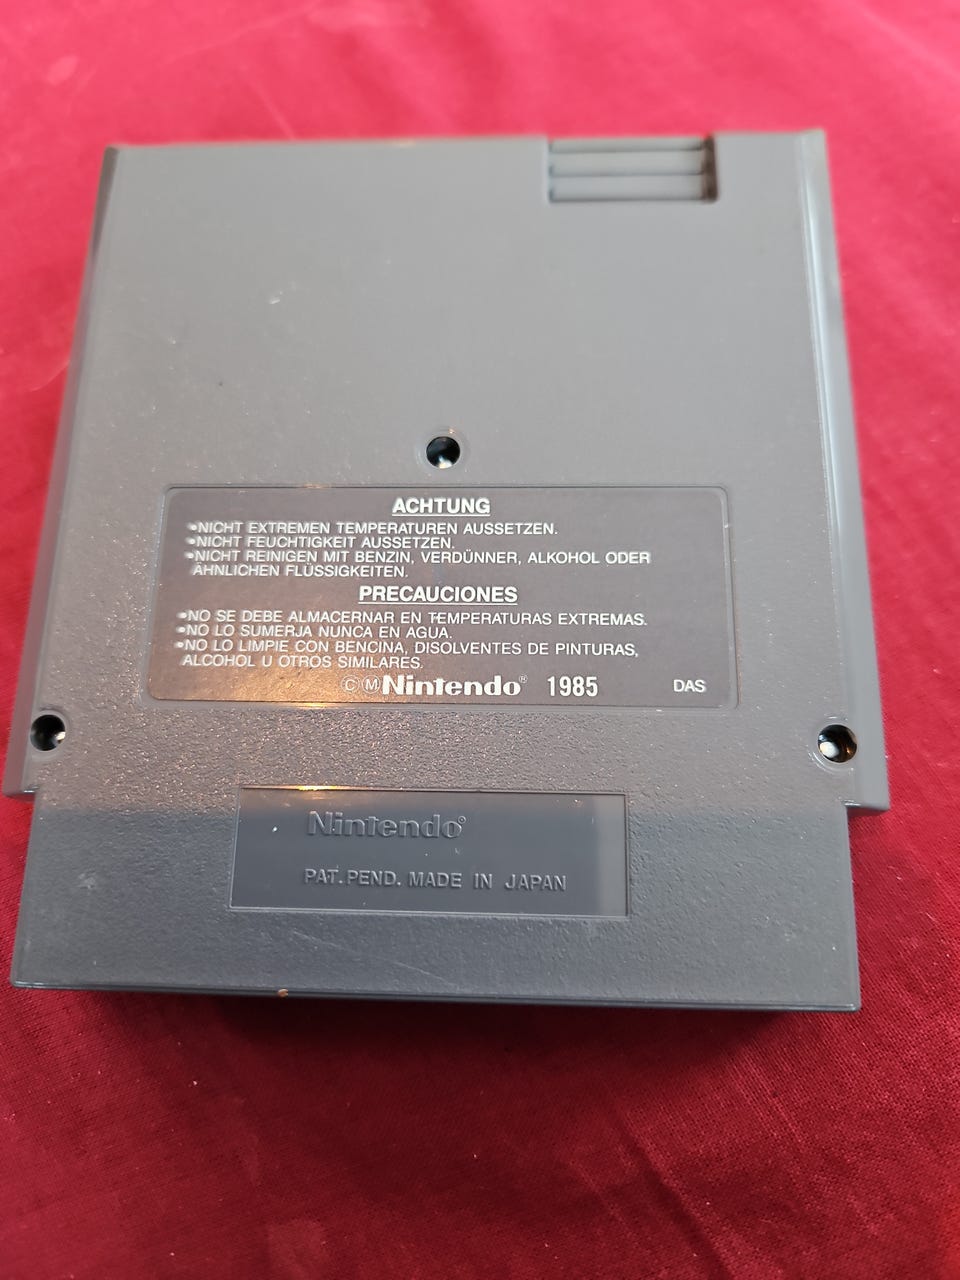 ACHTUNG
•NICHT EXTREMEN TEMPERATUREN AUSSETZEN.
•NICHT FEUCHTIGKEIT AUSSETZEN.
•NICHT REINIGEN MIT BENZIN, VERDÜNNER, ALKOHOL ODER
ÄHNLICHEN FLÜSSIGKEITEN.
PRECAUCIONES
•NO SE DEBE ALMACERNAR EN TEMPERATURAS EXTREMAS.
•NO LO SUMERJA NUNCA EN AGUA.
•NO LO LIMPIE CON BENCINA, DISOLVENTES DE PINTURAS,
ALCOHOL U OTROS SIMILARES.
ⒸⓂNintendo® 1985 DAS
Nintendo®
PAT. PEND. MADE IN JAPAN